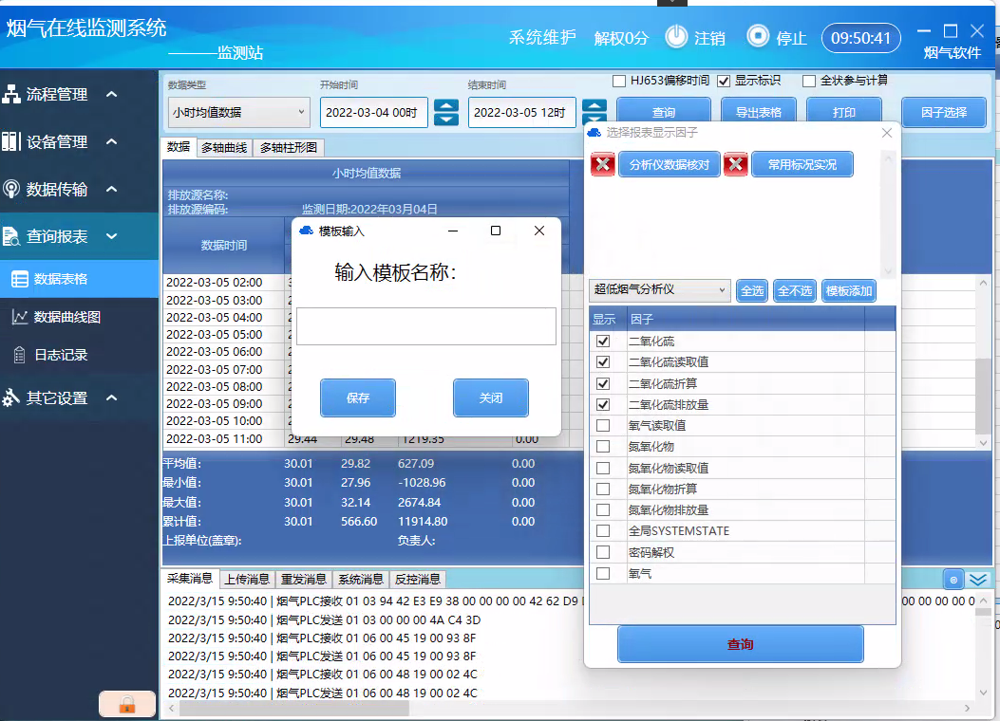 烟气在线监测系统
———监测站
系统维护 解权0分 注销 停止 09:50:41
烟气软件
流程管理
设备管理
数据传输
查询报表
数据表格
数据曲线图
日志记录
其它设置
数据类型 开始时间 结束时间
HJ653偏移时间 显示标识 全状参与计算
小时均值数据 2022-03-04 00时 2022-03-05 12时
查询 导出表格 打印 因子选择
数据 多轴曲线 多轴柱形图
小时均值数据
排放源名称:
排放源编码: 监测日期:2022年03月04日
数据时间
2022-03-05 02:00
2022-03-05 03:00
2022-03-05 04:00
2022-03-05 05:00
2022-03-05 06:00
2022-03-05 07:00
2022-03-05 08:00
2022-03-05 09:00
2022-03-05 10:00
2022-03-05 11:00 29.44 29.48 1219.35 0.00
平均值: 30.01 29.82 627.09 0.00
最小值: 30.01 27.96 -1028.96 0.00
最大值: 30.01 32.14 2674.84 0.00
累计值: 30.01 566.60 11914.80 0.00
上报单位(盖章): 负责人:
模板输入
输入模板名称:
保存 关闭
选择报表显示因子
分析仪数据核对 常用标况实况
超低烟气分析仪 全选 全不选 模板添加
显示 因子
二氧化硫
二氧化硫读取值
二氧化硫折算
二氧化硫排放量
氧气读取值
氮氧化物
氮氧化物读取值
氮氧化物折算
氮氧化物排放量
全局SYSTEMSTATE
密码解权
氧气
查询
采集消息 上传消息 重发消息 系统消息 反控消息
2022/3/15 9:50:40 | 烟气PLC接收 01 03 94 42 E3 E9 38 00 00 00 00 42 62 D9 00 00 00 00 0
2022/3/15 9:50:40 | 烟气PLC发送 01 03 00 00 00 4A C4 3D
2022/3/15 9:50:40 | 烟气PLC接收 01 06 00 45 19 00 93 8F
2022/3/15 9:50:40 | 烟气PLC发送 01 06 00 45 19 00 93 8F
2022/3/15 9:50:40 | 烟气PLC接收 01 06 00 48 19 00 02 4C
2022/3/15 9:50:40 | 烟气PLC发送 01 06 00 48 19 00 02 4C